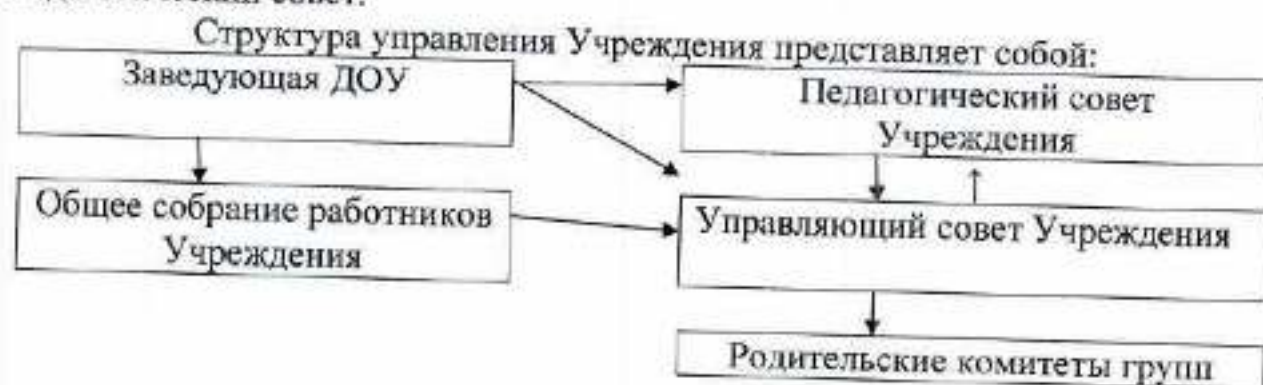 совет.
Структура управления Учреждения представляет собой:
Заведующая ДОУ
Педагогический совет
Учреждения
Общее собрание работников
Учреждения
Управляющий совет Учреждения
Родительские комитеты групп